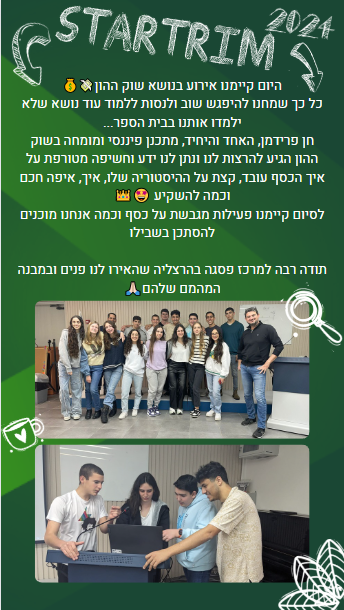 STARTRIM
2024
היום קיימנו אירוע בנושא שוק ההון💰💸
כל כך שמחנו להיפגש שוב ולנסות ללמוד עוד נושא שלא
ילמדו אותנו בבית הספר...
חן פרידמן, האחד והיחיד, מתכנן פיננסי ומומחה בשוק
ההון הגיע להרצות לנו ונתן לנו ידע וחשיפה מטורפת על
איך הכסף עובד, קצת על ההיסטוריה שלו, איך, איפה חכם
וכמה להשקיע 🤩👑
לסיום קיימנו פעילות מגבשת על כסף וכמה אנחנו מוכנים
להסתכן בשבילו
תודה רבה למרכז פסגה בהרצליה שהאירו לנו פנים ובמבנה
המהמם שלהם🙏🏻